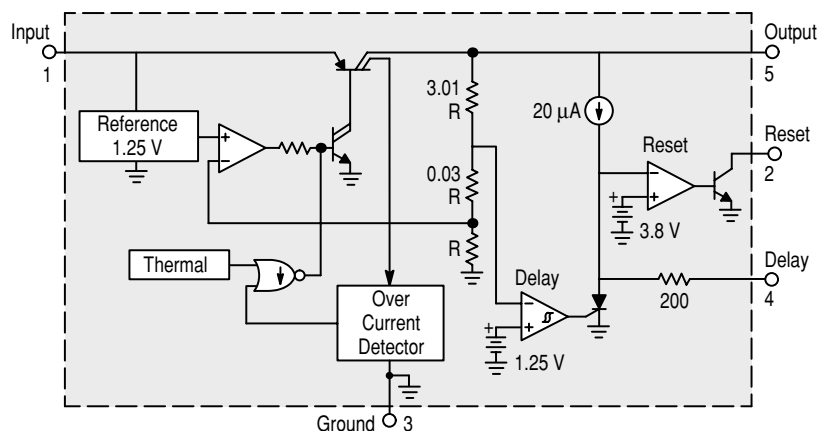 Input
1
Output
5
3.01
R
20 µA
Reference
1.25 V
+
−
Reset
−
+
Reset
2
0.03
R
+
3.8 V
R
Thermal
Delay
−
+
+
1.25 V
200
Delay
4
Over
Current
Detector
Ground
3